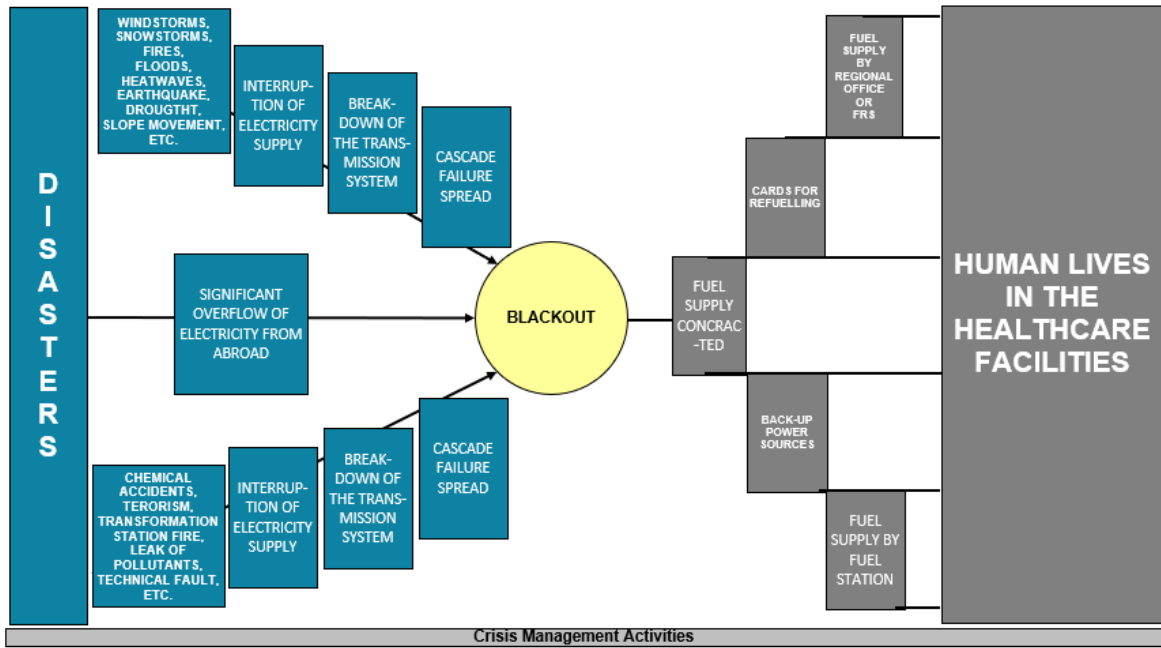 DISASTERS
WINDSTORMS,
SNOWSTORMS,
FIRES,
FLOODS,
HEATWAVES,
EARTHQUAKE,
DROUGTHT,
SLOPE MOVEMENT,
ETC.
INTERRUP-
TION OF
ELECTRICITY
SUPPLY
BREAK-
DOWN OF
THE TRANS-
MISSION
SYSTEM
CASCADE
FAILURE
SPREAD
SIGNIFICANT
OVERFLOW OF
ELECTRICITY FROM
ABROAD
CHEMICAL
ACCIDENTS,
TERORISM,
TRANSFORMATION
STATION FIRE,
LEAK OF
POLLUTANTS,
TECHNICAL FAULT,
ETC.
INTERRUP-
TION OF
ELECTRICITY
SUPPLY
BREAK-
DOWN OF
THE TRANS-
MISSION
SYSTEM
CASCADE
FAILURE
SPREAD
BLACKOUT
FUEL
SUPPLY
CONCRAC
-TED
FUEL
SUPPLY
BY
REGIONAL
OFFICE
OR
FRS
CARDS FOR
REFUELLING
BACK-UP
POWER
SOURCES
FUEL
SUPPLY BY
FUEL
STATION
HUMAN LIVES
IN THE
HEALTHCARE
FACILITIES
Crisis Management Activities